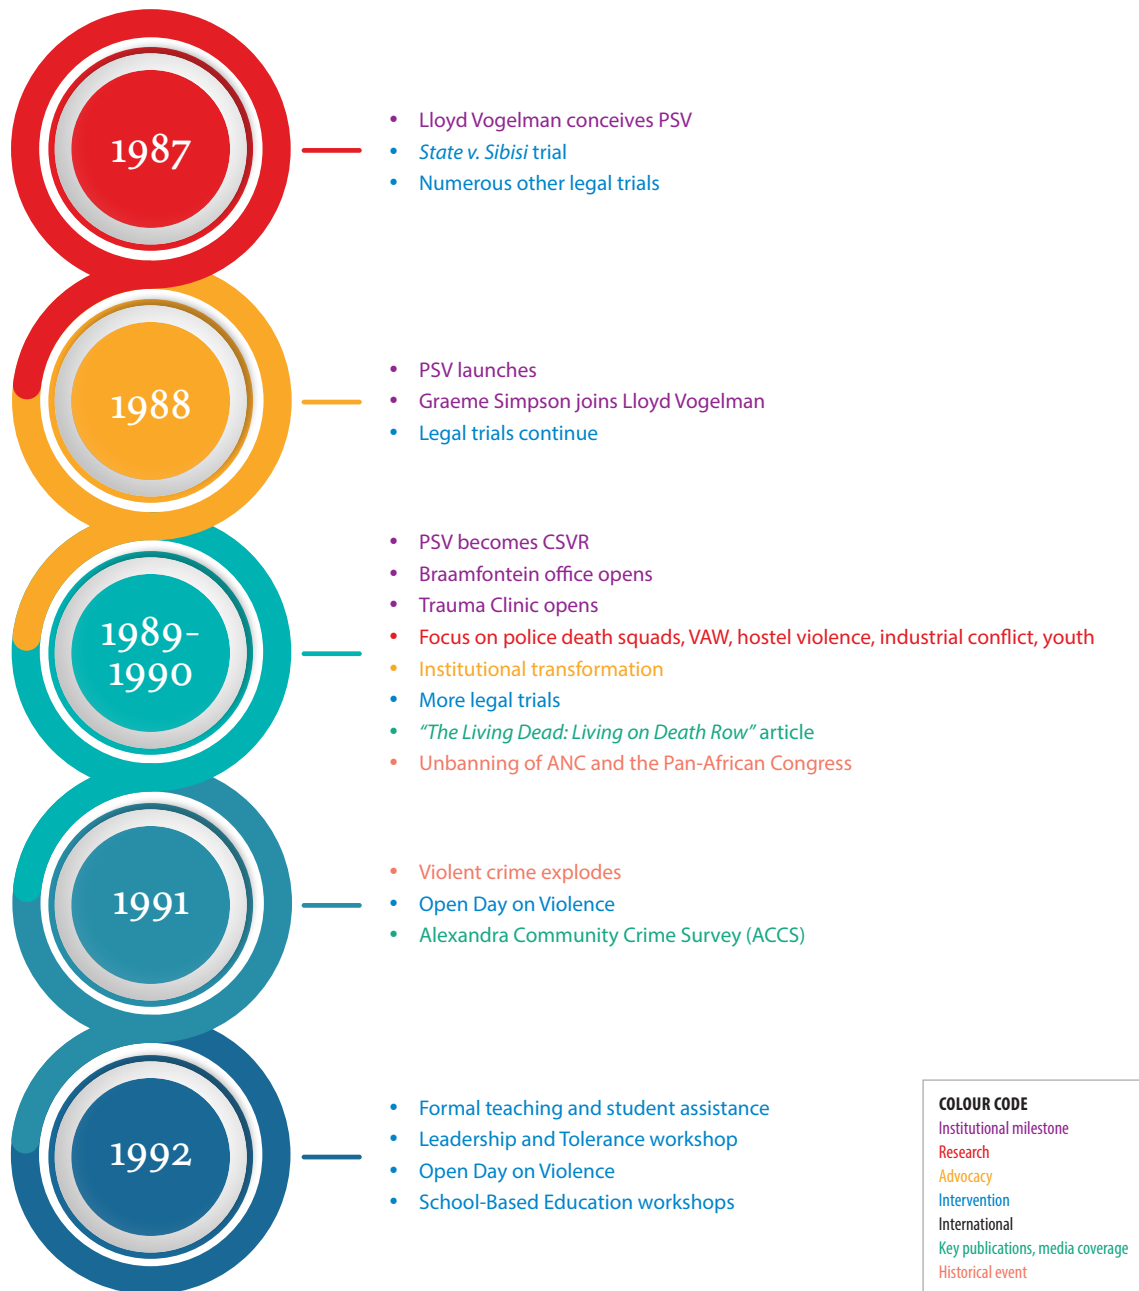 1987
• Lloyd Vogelman conceives PSV
• State v. Sibisi trial
• Numerous other legal trials
1988
• PSV launches
• Graeme Simpson joins Lloyd Vogelman
• Legal trials continue
1989-
1990
• PSV becomes CSVR
• Braamfontein office opens
• Trauma Clinic opens
• Focus on police death squads, VAW, hostel violence, industrial conflict, youth
• Institutional transformation
• More legal trials
• “The Living Dead: Living on Death Row” article
• Unbanning of ANC and the Pan-African Congress
1991
• Violent crime explodes
• Open Day on Violence
• Alexandra Community Crime Survey (ACCS)
1992
• Formal teaching and student assistance
• Leadership and Tolerance workshop
• Open Day on Violence
• School-Based Education workshops
COLOUR CODE
Institutional milestone
Research
Advocacy
Intervention
International
Key publications, media coverage
Historical event